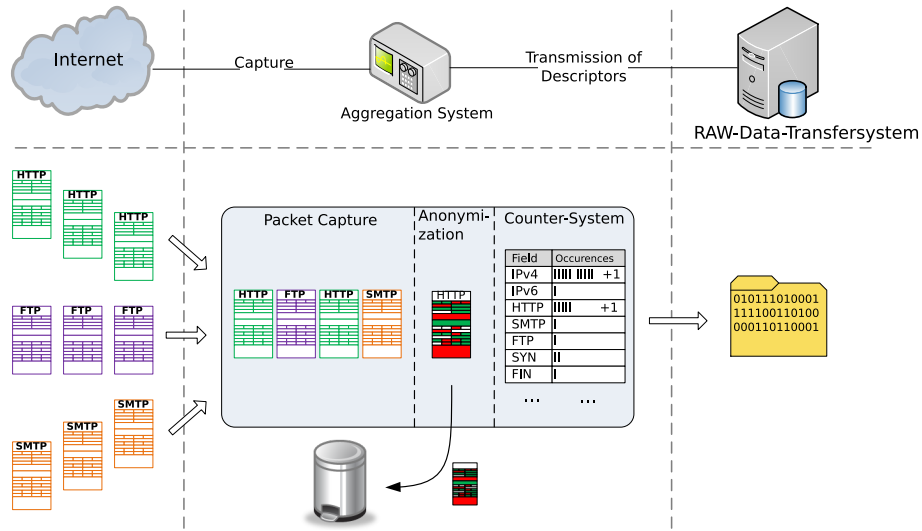 Internet
Capture
Aggregation System
Transmission of
Descriptors
RAW-Data-Transfersystem
HTTP
HTTP
HTTP
FTP
FTP
FTP
SMTP
SMTP
SMTP
Packet Capture
HTTP
FTP
HTTP
SMTP
Anonymi-
zation
HTTP
Counter-System
Field Occurences
IPv4 +1
IPv6
HTTP +1
SMTP
FTP
SYN
FIN
... ...
010111010001
111100110100
000110110001